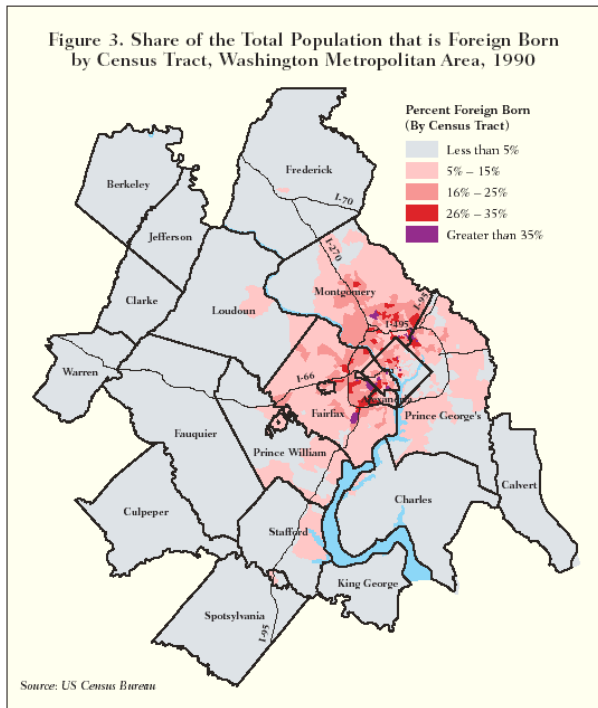 Figure 3. Share of the Total Population that is Foreign Born
by Census Tract, Washington Metropolitan Area, 1990
Percent Foreign Born
(By Census Tract)
Less than 5%
5% – 15%
16% – 25%
26% – 35%
Greater than 35%
Frederick
Berkeley
I-70
Jefferson
I-270
Montgomery
Clarke
I-95
Loudoun
I-495
Warren
I-66
Alexandria
Fairfax
Prince George's
Fauquier
Prince William
Calvert
Culpeper
Charles
Stafford
King George
Spotsylvania
I-95
Source: US Census Bureau